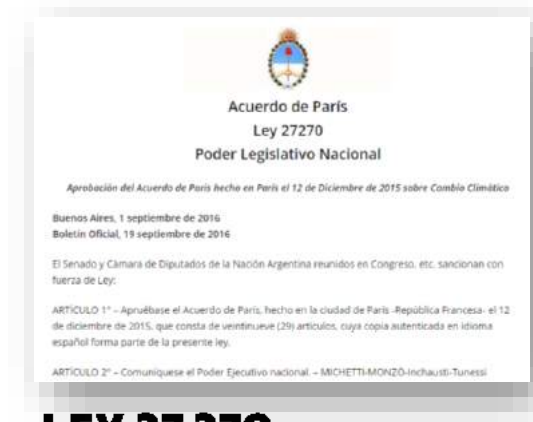 Acuerdo de París
Ley 27270
Poder Legislativo Nacional
Aprobación del Acuerdo de Paris hecho en París el 12 de Diciembre de 2015 sobre Cambio Climático
Buenos Aires, 1 septiembre de 2016
Boletín Oficial, 19 septiembre de 2016
El Senado y Cámara de Diputados de la Nación Argentina reunidos en Congreso, etc. sancionan con
fuerza de Ley:
ARTÍCULO 1° – Apruébase el Acuerdo de París, hecho en la ciudad de París -República Francesa- el 12
de diciembre de 2015, que consta de veintinueve (29) artículos, cuya copia autenticada en idioma
español forma parte de la presente ley.
ARTÍCULO 2° – Comuníquese el Poder Ejecutivo nacional. – MICHETTI-MONZÓ-Inchausti-Tunessi
LEY 27.270